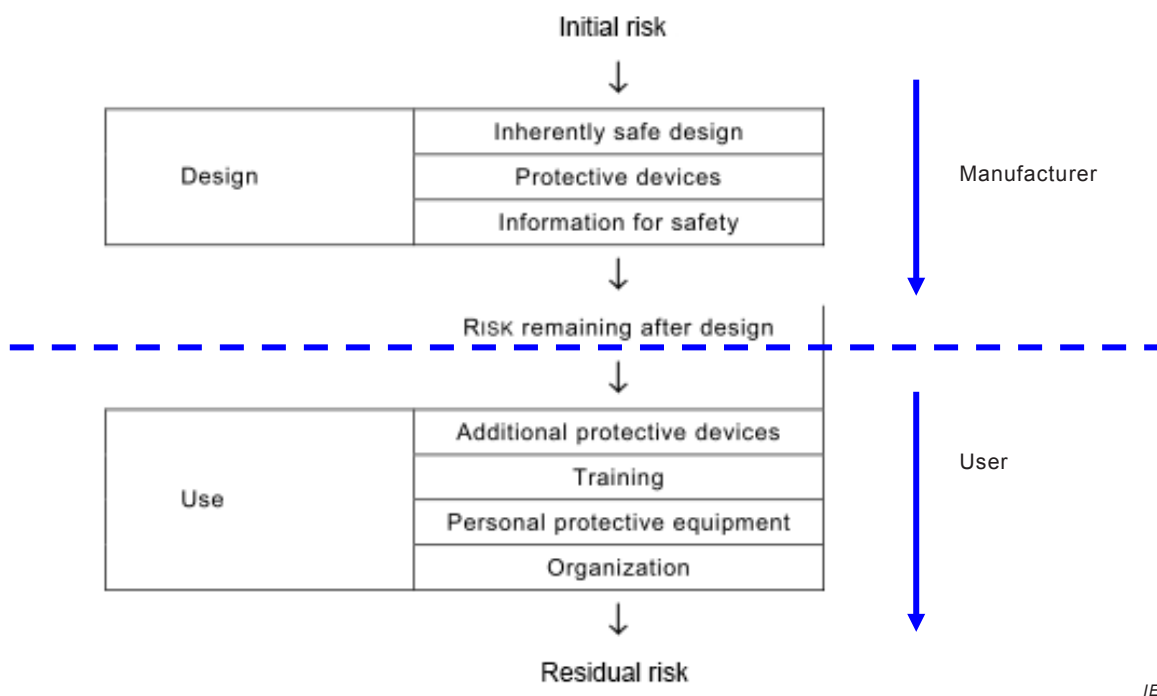 Initial risk
↓
Inherently safe design
Design
Protective devices
Manufacturer
Information for safety
↓
RISK remaining after design
↓
Additional protective devices
User
Training
Use
Personal protective equipment
Organization
↓
Residual risk